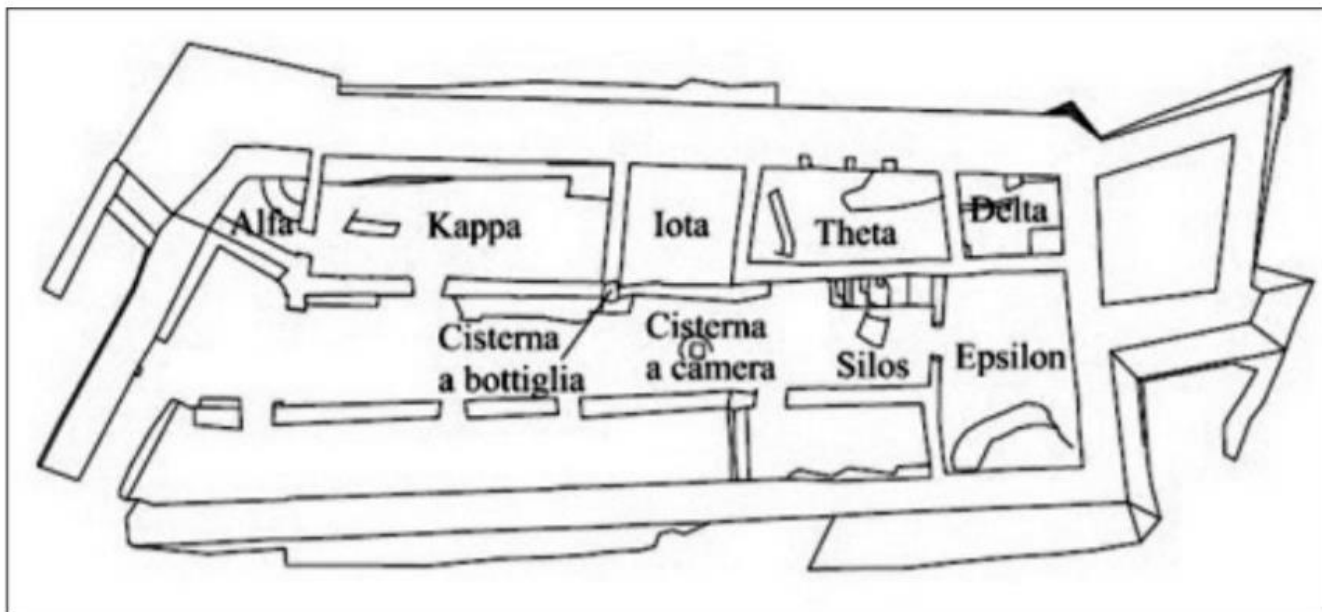 Alfa
Kappa
Iota
Theta
Delta
Cisterna
a bottiglia
Cisterna
a camera
Silos
Epsilon